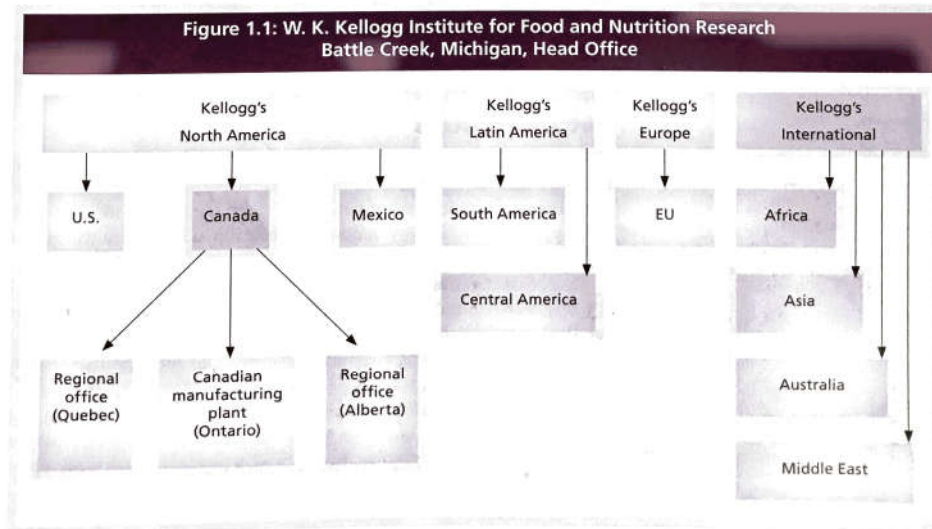 Figure 1.1: W. K. Kellogg Institute for Food and Nutrition Research
Battle Creek, Michigan, Head Office
Kellogg's
North America
Kellogg's
Latin America
Kellogg's
Europe
Kellogg's
International
U.S.
Canada
Mexico
South America
EU
Africa
Central America
Asia
Regional
office
(Quebec)
Canadian
manufacturing
plant
(Ontario)
Regional
office
(Alberta)
Australia
Middle East